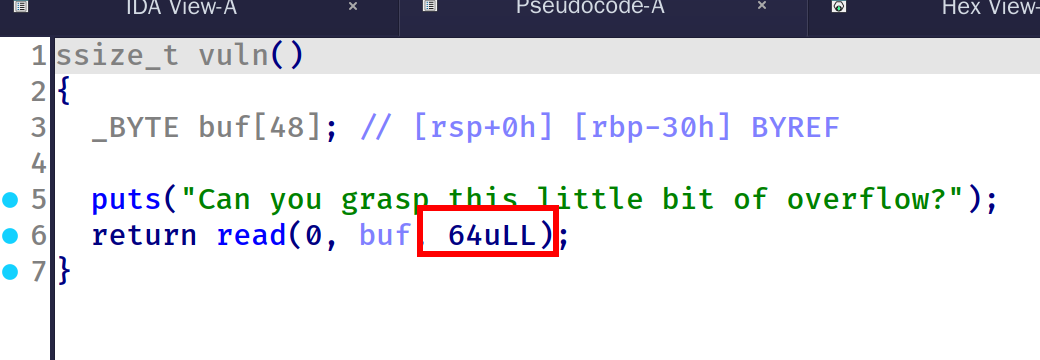 IDA View-A × Pseudocode-A × Hex View-
1 ssize_t vuln()
2 {
3 _BYTE buf[48]; // [rsp+0h] [rbp-30h] BYREF
4
5 puts("Can you grasp this little bit of overflow?");
6 return read(0, buf, 64uLL);
7 }